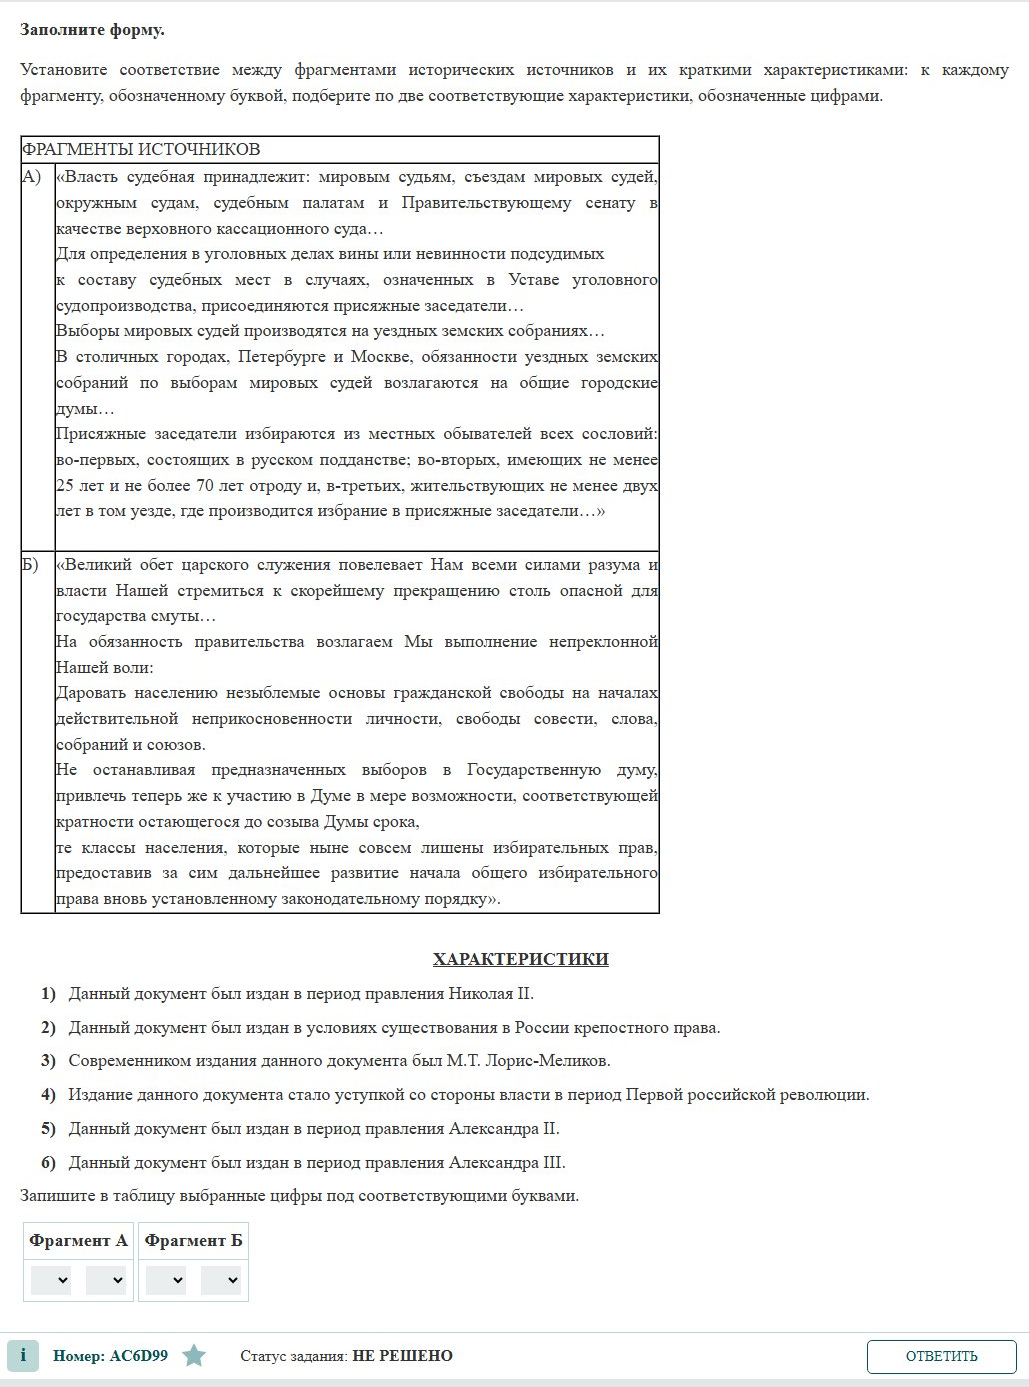 Заполните форму.
Установите соответствие между фрагментами исторических источников и их краткими характеристиками: к каждому
фрагменту, обозначенному буквой, подберите по две соответствующие характеристики, обозначенные цифрами.
ФРАГМЕНТЫ ИСТОЧНИКОВ
А) «Власть судебная принадлежит: мировым судьям, съездам мировых судей,
окружным судам, судебным палатам и Правительствующему сенату в
качестве верховного кассационного суда…
Для определения в уголовных делах вины или невинности подсудимых
к составу судебных мест в случаях, означенных в Уставе уголовного
судопроизводства, присоединяются присяжные заседатели…
Выборы мировых судей производятся на уездных земских собраниях…
В столичных городах, Петербурге и Москве, обязанности уездных земских
собраний по выборам мировых судей возлагаются на общие городские
думы…
Присяжные заседатели избираются из местных обывателей всех сословий:
во-первых, состоящих в русском подданстве; во-вторых, имеющих не менее
25 лет и не более 70 лет отроду и, в-третьих, жительствующих не менее двух
лет в том уезде, где производится избрание в присяжные заседатели…»
Б) «Великий обет царского служения повелевает Нам всеми силами разума и
власти Нашей стремиться к скорейшему прекращению столь опасной для
государства смуты…
На обязанность правительства возлагаем Мы выполнение непреклонной
Нашей воли:
Даровать населению незыблемые основы гражданской свободы на началах
действительной неприкосновенности личности, свободы совести, слова,
собраний и союзов.
Не останавливая предназначенных выборов в Государственную думу,
привлечь теперь же к участию в Думе в мере возможности, соответствующей
кратности остающегося до созыва Думы срока,
те классы населения, которые ныне совсем лишены избирательных прав,
предоставив за сим дальнейшее развитие начала общего избирательного
права вновь установленному законодательному порядку».
ХАРАКТЕРИСТИКИ
1) Данный документ был издан в период правления Николая II.
2) Данный документ был издан в условиях существования в России крепостного права.
3) Современником издания данного документа был М.Т. Лорис-Меликов.
4) Издание данного документа стало уступкой со стороны власти в период Первой российской революции.
5) Данный документ был издан в период правления Александра II.
6) Данный документ был издан в период правления Александра III.
Запишите в таблицу выбранные цифры под соответствующими буквами.
Фрагмент А Фрагмент Б
i Номер: AC6D99 Статус задания: НЕ РЕШЕНО ОТВЕТИТЬ